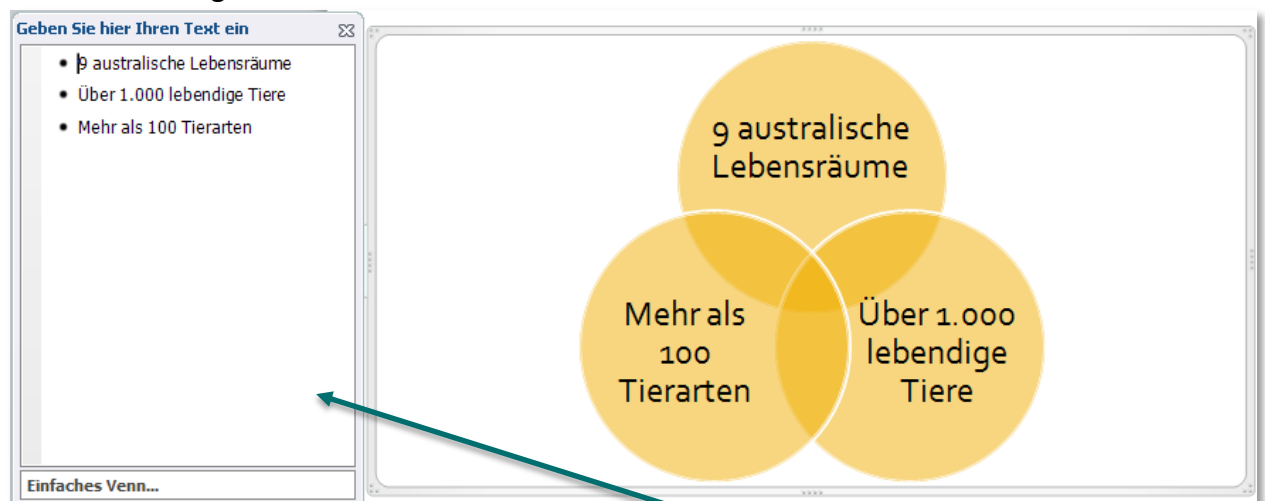 Geben Sie hier Ihren Text ein
9 australische Lebensräume
Über 1.000 lebendige Tiere
Mehr als 100 Tierarten
Einfaches Venn...
9 australische
Lebensräume
Mehr als
100
Tierarten
Über 1.000
lebendige
Tiere